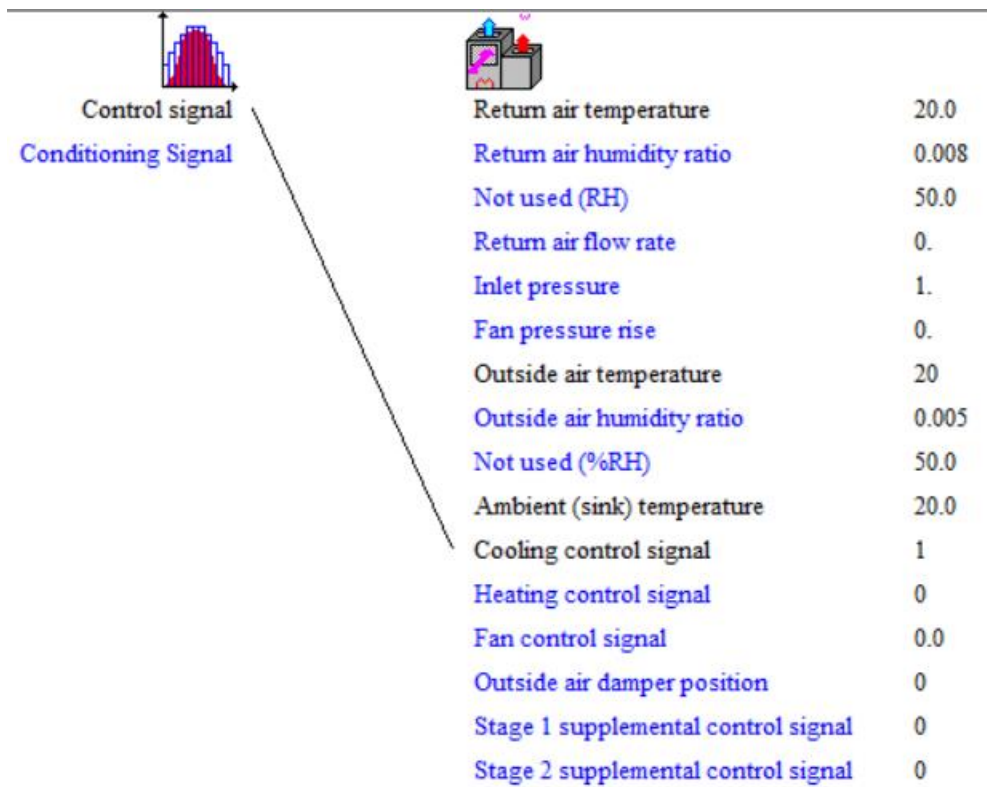 Control signal
Conditioning Signal
Return air temperature 20.0
Return air humidity ratio 0.008
Not used (RH) 50.0
Return air flow rate 0.
Inlet pressure 1.
Fan pressure rise 0.
Outside air temperature 20
Outside air humidity ratio 0.005
Not used (%RH) 50.0
Ambient (sink) temperature 20.0
Cooling control signal 1
Heating control signal 0
Fan control signal 0.0
Outside air damper position 0
Stage 1 supplemental control signal 0
Stage 2 supplemental control signal 0